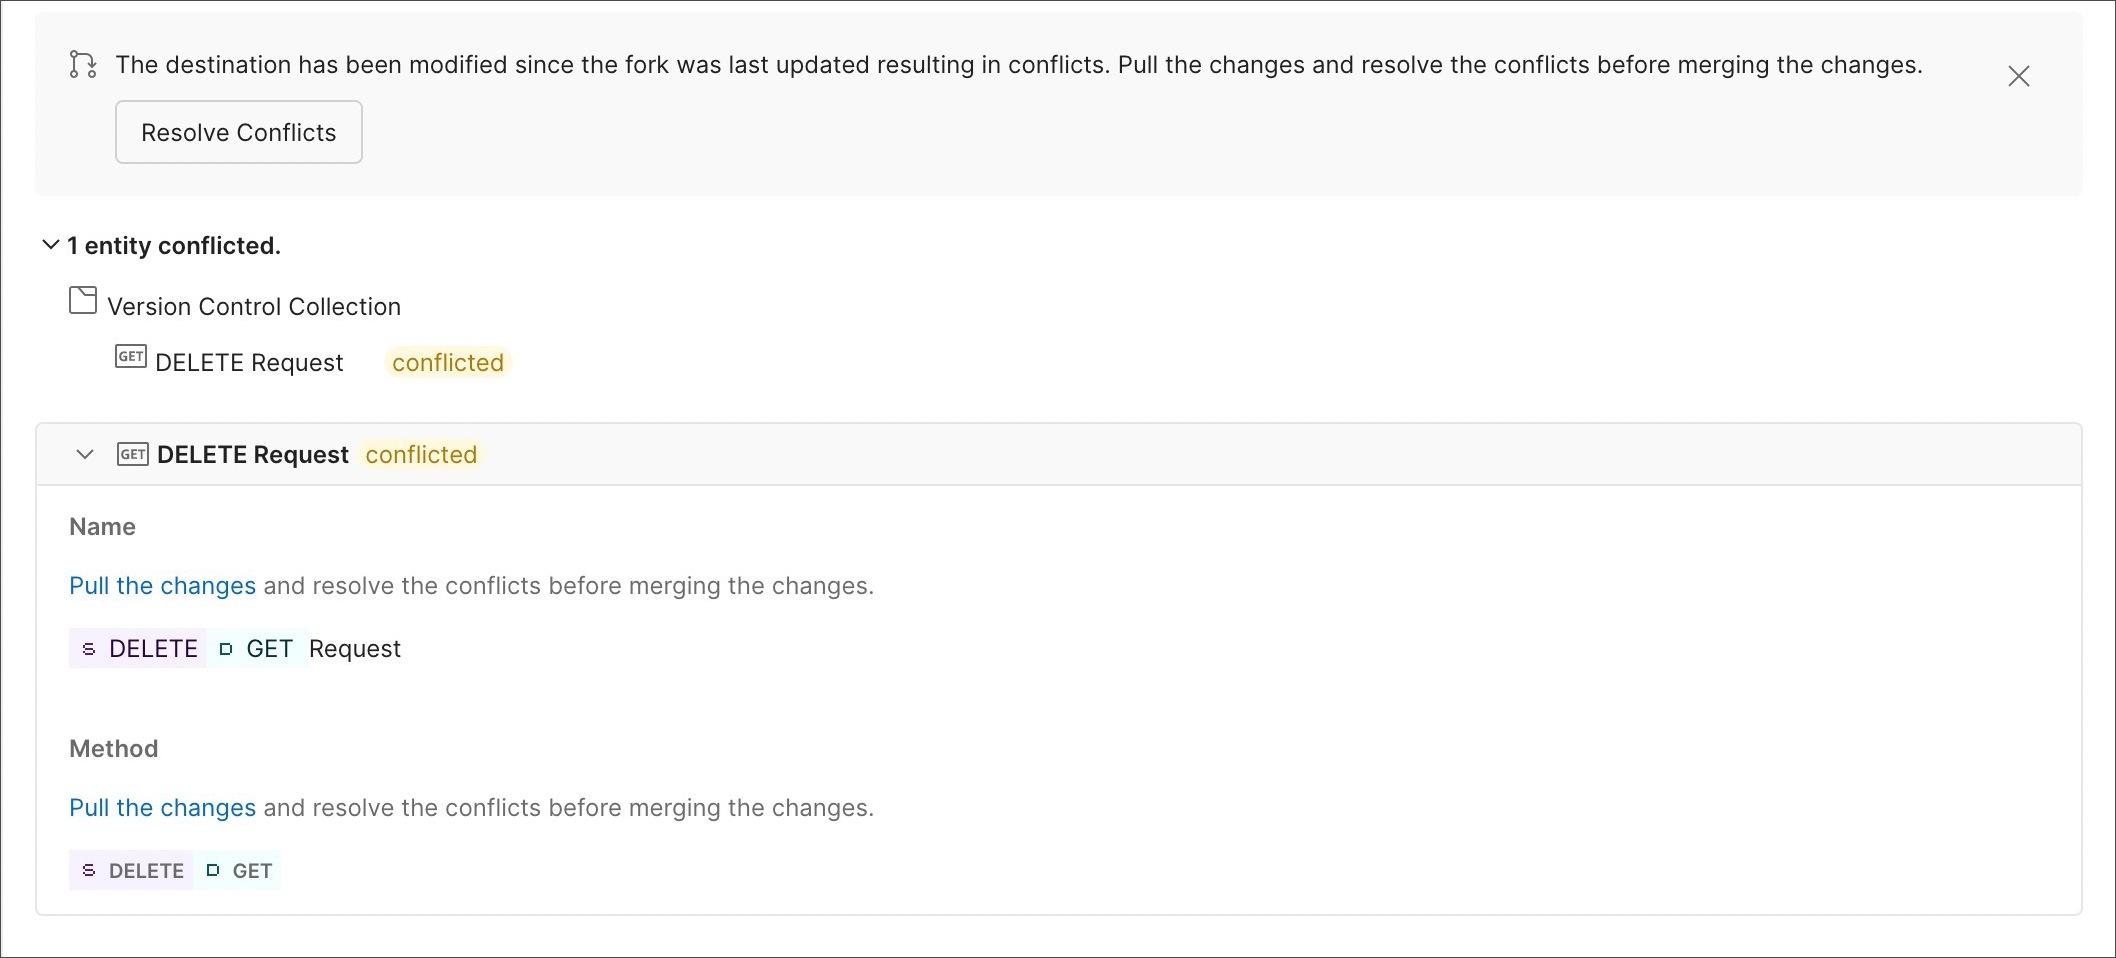 The destination has been modified since the fork was last updated resulting in conflicts. Pull the changes and resolve the conflicts before merging the changes.
Resolve Conflicts
1 entity conflicted.
Version Control Collection
GET DELETE Request conflicted
GET DELETE Request conflicted
Name
Pull the changes and resolve the conflicts before merging the changes.
S DELETE D GET Request
Method
Pull the changes and resolve the conflicts before merging the changes.
S DELETE D GET